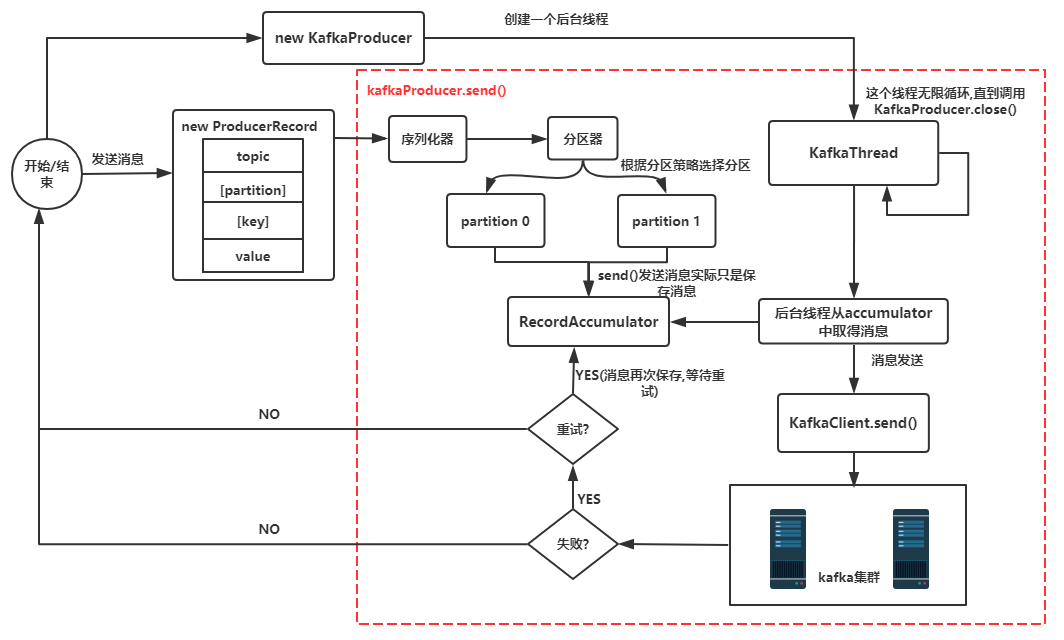 创建一个后台线程
new KafkaProducer
kafkaProducer.send()
这个线程无限循环,直到调用
KafkaProducer.close()
new ProducerRecord
topic
[partition]
[key]
value
开始/结
束
发送消息
序列化器
分区器
根据分区策略选择分区
KafkaThread
partition 0
partition 1
send()发送消息实际只是保
存消息
RecordAccumulator
后台线程从accumulator
中取得消息
消息发送
YES(消息再次保存,等待重
试)
KafkaClient.send()
NO
重试?
YES
NO
失败?
kafka集群